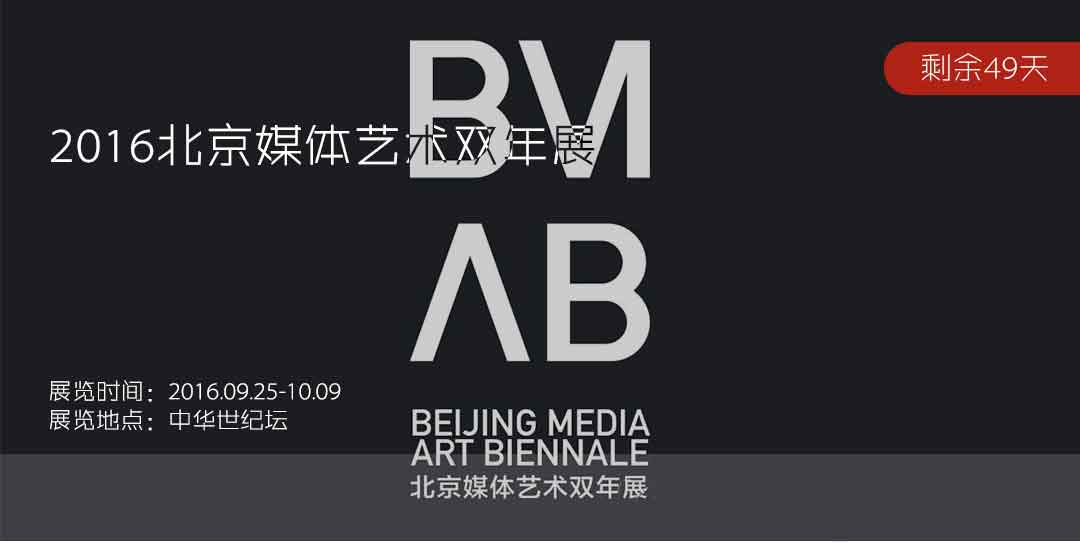 BM
剩余49天
2016北京媒体艺术双年展
AB
展览时间：2016.09.25-10.09
展览地点：中华世纪坛
BEIJING MEDIA
ART BIENNALE
北京媒体艺术双年展